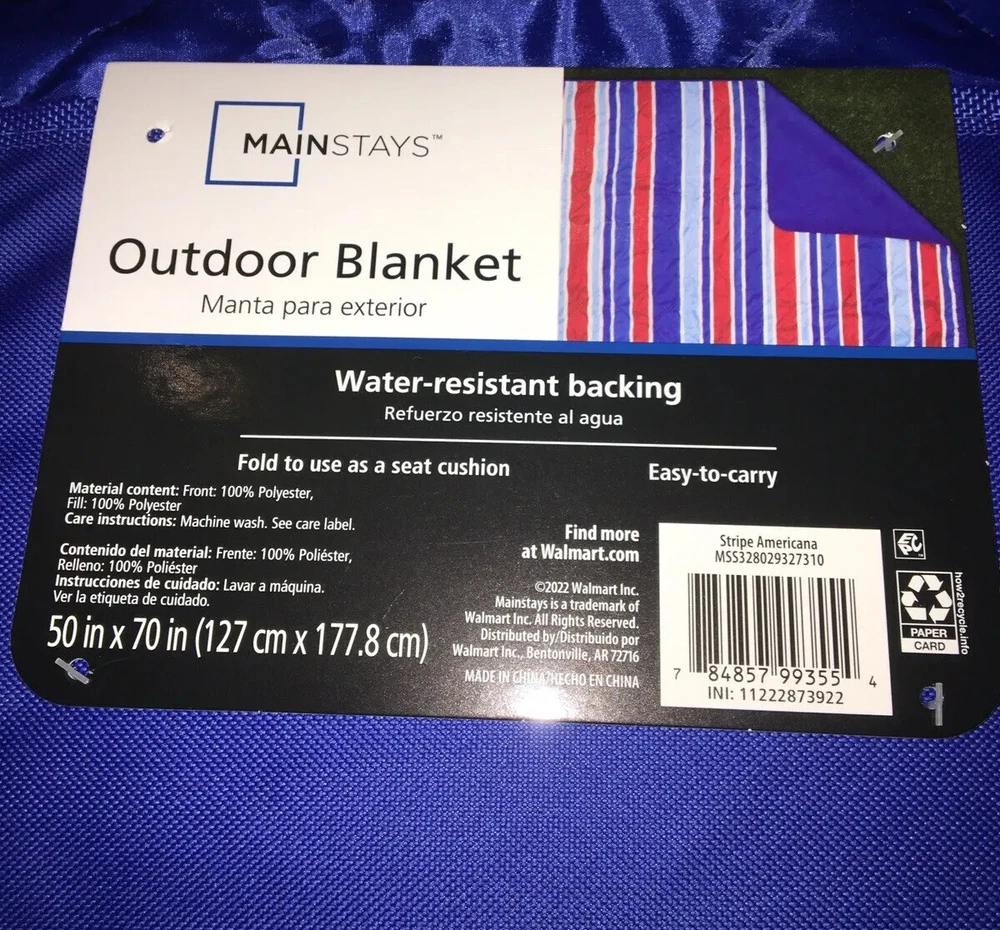 MAINSTAYS™
Outdoor Blanket
Manta para exterior
Water-resistant backing
Refuerzo resistente al agua
Fold to use as a seat cushion
Easy-to-carry
Material content: Front: 100% Polyester,
Fill: 100% Polyester
Care instructions: Machine wash. See care label.
Contenido del material: Frente: 100% Poliéster,
Relleno: 100% Poliéster
Instrucciones de cuidado: Lavar a máquina.
Ver la etiqueta de cuidado.
50 in x 70 in (127 cm x 177.8 cm)
Find more
at Walmart.com
©2022 Walmart Inc.
Mainstays is a trademark of
Walmart Inc. All Rights Reserved.
Distributed by/Distribuido por
Walmart Inc., Bentonville, AR 72716
MADE IN CHINA/HECHO EN CHINA
Stripe Americana
MSS328029327310
7 84857 99355 4
INI: 11222873922
how2recycle.info
PAPER
CARD